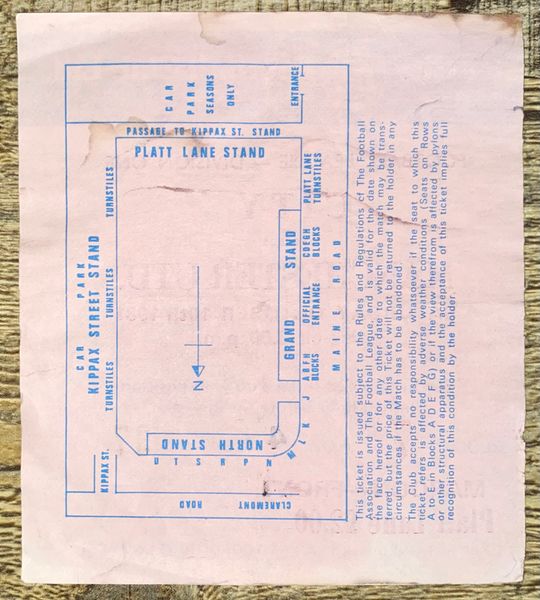 CAR
PARK
SEASONS
ONLY
ENTRANCE
PASSAGE TO KIPPAX ST. STAND
PLATT LANE STAND
PLATT LANE
TURNSTILES
TURNSTILES
CAR PARK
KIPPAX STREET STAND
TURNSTILES
TURNSTILES
GRAND STAND
CDEGH
BLOCKS
OFFICIAL
ENTRANCE
BLOCKS
MAINE ROAD
N
NORTH STAND
N P R S T U
M L K J
KIPPAX ST.
CLAREMONT ROAD
This ticket is issued subject to the Rules and Regulations of The Football
Association and The Football League, and is valid for the date shown on
the face hereof or for any other date to which the match may be trans-
ferred, but the price of this Ticket will not be returned to the holder in any
circumstances if the Match has to be abandoned.
The Club accepts no responsibility whatsoever if the seat to which this
ticket refers is affected by adverse weather conditions (Seats on Rows
A to E in Blocks A D E F G) or if the view therefrom is affected by pylons
or other structural apparatus and the acceptance of this ticket implies full
recognition of this condition by the holder.